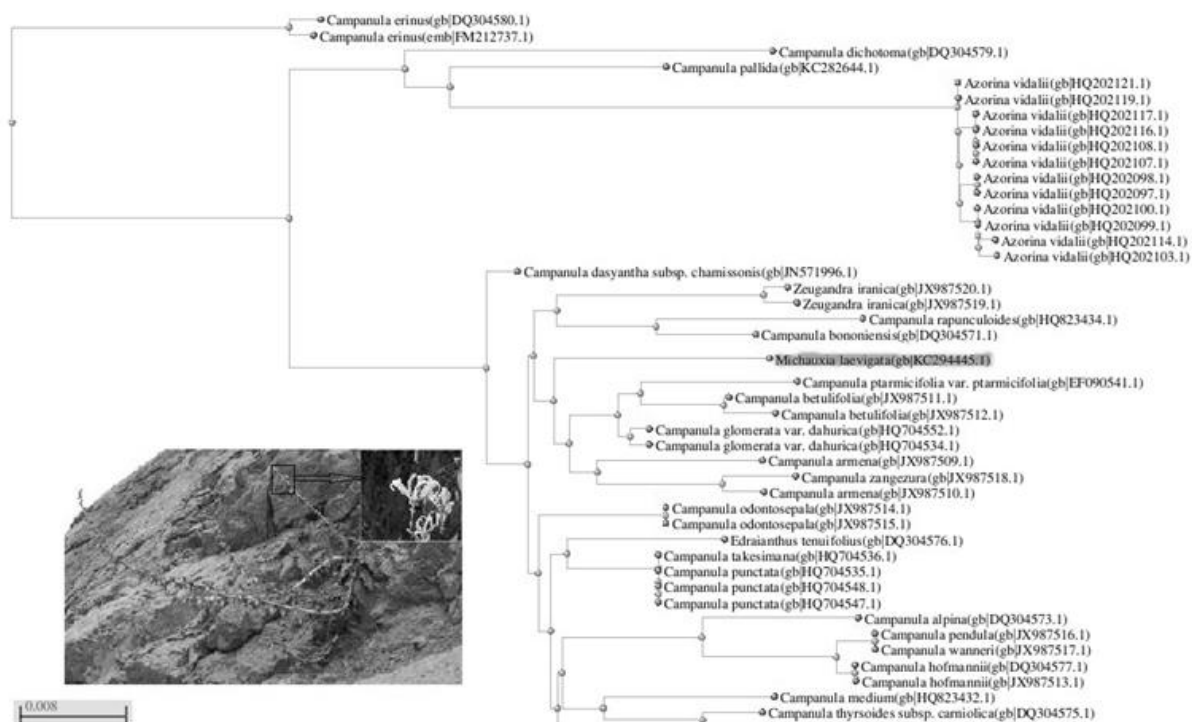 Campanula erinus(gb|DQ304580.1)
Campanula erinus(emb|FM212737.1)
Campanula dichotoma(gb|DQ304579.1)
Campanula pallida(gb|KC282644.1)
Azorina vidalii(gb|HQ202121.1)
Azorina vidalii(gb|HQ202119.1)
Azorina vidalii(gb|HQ202117.1)
Azorina vidalii(gb|HQ202116.1)
Azorina vidalii(gb|HQ202108.1)
Azorina vidalii(gb|HQ202107.1)
Azorina vidalii(gb|HQ202098.1)
Azorina vidalii(gb|HQ202097.1)
Azorina vidalii(gb|HQ202100.1)
Azorina vidalii(gb|HQ202099.1)
Azorina vidalii(gb|HQ202114.1)
Azorina vidalii(gb|HQ202103.1)
Campanula dasyantha subsp. chamissonis(gb|JN571996.1)
Zeugandra iranica(gb|JX987520.1)
Zeugandra iranica(gb|JX987519.1)
Campanula rapunculoides(gb|HQ823434.1)
Campanula bononiensis(gb|DQ304571.1)
Michauxia laevigata(gb|KC294445.1)
Campanula ptarmicifolia var. ptarmicifolia(gb|EF090541.1)
Campanula betulifolia(gb|JX987511.1)
Campanula betulifolia(gb|JX987512.1)
Campanula glomerata var. dahurica(gb|HQ704552.1)
Campanula glomerata var. dahurica(gb|HQ704534.1)
Campanula armena(gb|JX987509.1)
Campanula zangezura(gb|JX987518.1)
Campanula armena(gb|JX987510.1)
Campanula odontosepala(gb|JX987514.1)
Campanula odontosepala(gb|JX987515.1)
Edraianthus tenuifolius(gb|DQ304576.1)
Campanula takesimana(gb|HQ704536.1)
Campanula punctata(gb|HQ704535.1)
Campanula punctata(gb|HQ704548.1)
Campanula punctata(gb|HQ704547.1)
Campanula alpina(gb|DQ304573.1)
Campanula pendula(gb|JX987516.1)
Campanula wanneri(gb|JX987517.1)
Campanula hofmannii(gb|DQ304577.1)
Campanula hofmannii(gb|JX987513.1)
Campanula medium(gb|HQ823432.1)
Campanula thyrsoides subsp. carniolica(gb|DQ304575.1)
0.008